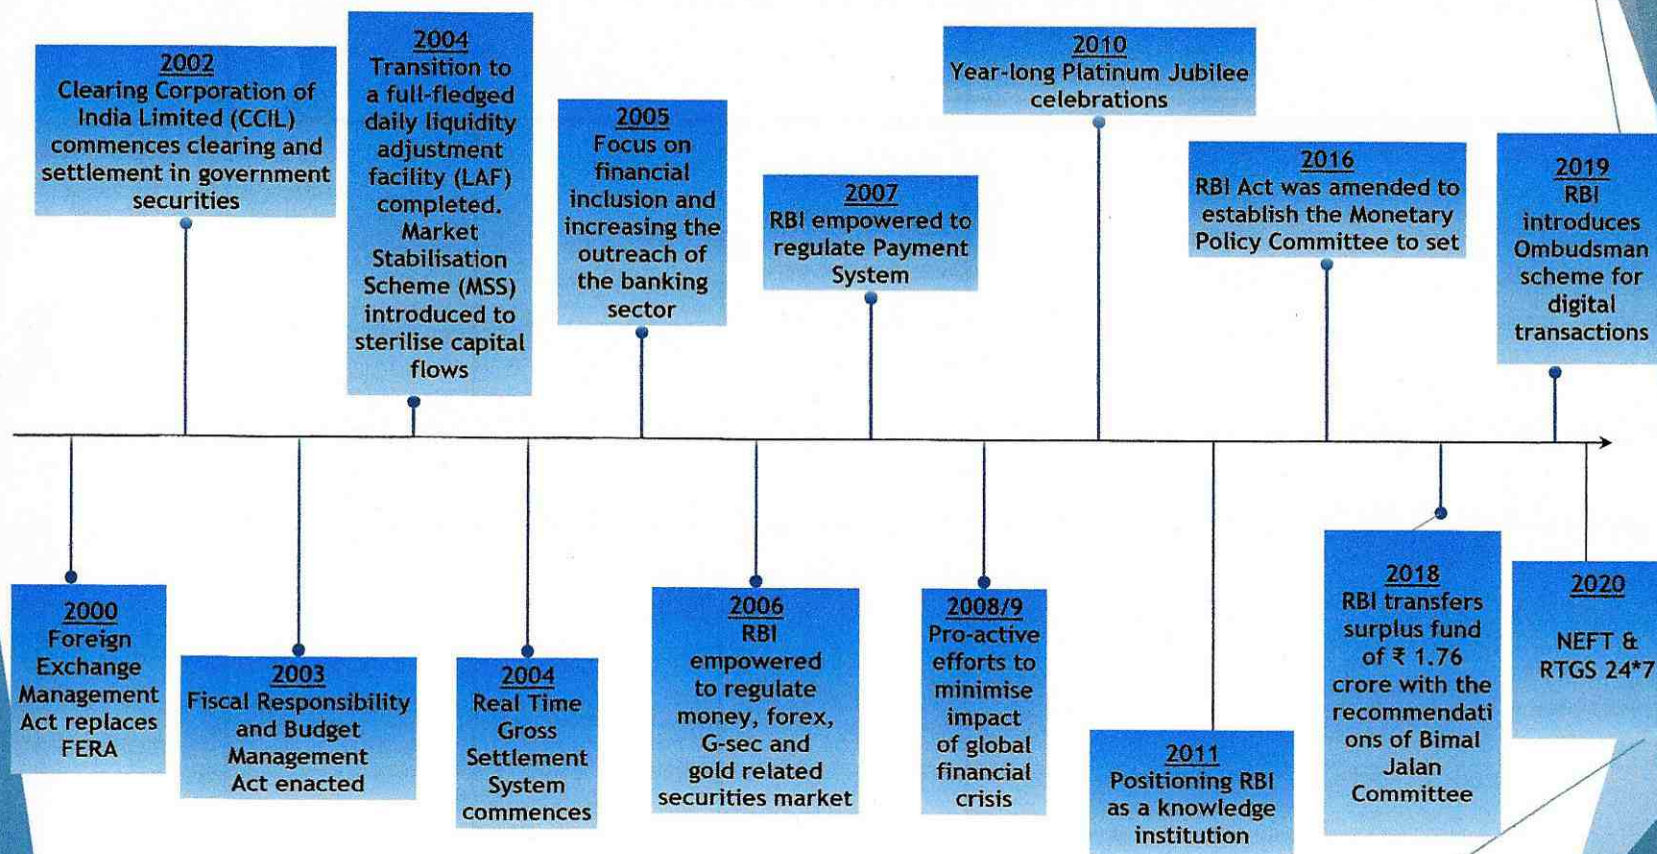 2002
Clearing Corporation of
India Limited (CCIL)
commences clearing and
settlement in government
securities
2004
Transition to
a full-fledged
daily liquidity
adjustment
facility (LAF)
completed.
Market
Stabilisation
Scheme (MSS)
introduced to
sterilise capital
flows
2005
Focus on
financial
inclusion and
increasing the
outreach of
the banking
sector
2007
RBI empowered to
regulate Payment
System
2010
Year-long Platinum Jubilee
celebrations
2016
RBI Act was amended to
establish the Monetary
Policy Committee to set
2019
RBI
introduces
Ombudsman
scheme for
digital
transactions
2000
Foreign
Exchange
Management
Act replaces
FERA
2003
Fiscal Responsibility
and Budget
Management
Act enacted
2004
Real Time
Gross
Settlement
System
commences
2006
RBI
empowered
to regulate
money, forex,
G-sec and
gold related
securities market
2008/9
Pro-active
efforts to
minimise
impact
of global
financial
crisis
2011
Positioning RBI
as a knowledge
institution
2018
RBI transfers
surplus fund
of ₹ 1.76
crore with the
recommendati
ons of Bimal
Jalan
Committee
2020
NEFT &
RTGS 24*7